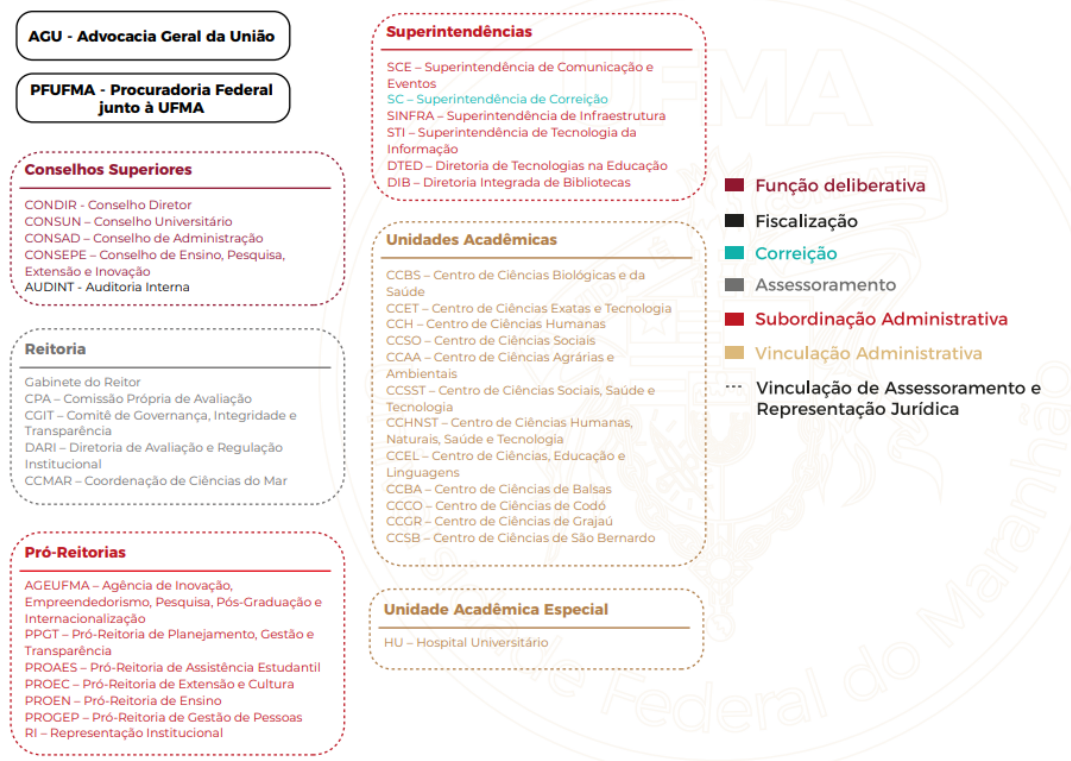 AGU - Advocacia Geral da União
PFUFMA - Procuradoria Federal
junto à UFMA
Conselhos Superiores
CONDIR - Conselho Diretor
CONSUN – Conselho Universitário
CONSAD – Conselho de Administração
CONSEPE – Conselho de Ensino, Pesquisa,
Extensão e Inovação
AUDINT - Auditoria Interna
Reitoria
Gabinete do Reitor
CPA – Comissão Própria de Avaliação
CGIT – Comitê de Governança, Integridade e
Transparência
DARI – Diretoria de Avaliação e Regulação
Institucional
CCMAR – Coordenação de Ciências do Mar
Pró-Reitorias
AGEUFMA – Agência de Inovação,
Empreendedorismo, Pesquisa, Pós-Graduação e
Internacionalização
PPGT – Pró-Reitoria de Planejamento, Gestão e
Transparência
PROAES – Pró-Reitoria de Assistência Estudantil
PROEC – Pró-Reitoria de Extensão e Cultura
PROEN – Pró-Reitoria de Ensino
PROGEP – Pró-Reitoria de Gestão de Pessoas
RI – Representação Institucional
Superintendências
SCE – Superintendência de Comunicação e
Eventos
SC – Superintendência de Correição
SINFRA – Superintendência de Infraestrutura
STI – Superintendência de Tecnologia da
Informação
DTED – Diretoria de Tecnologias na Educação
DIB – Diretoria Integrada de Bibliotecas
Unidades Acadêmicas
CCBS – Centro de Ciências Biológicas e da
Saúde
CCET – Centro de Ciências Exatas e Tecnologia
CCH – Centro de Ciências Humanas
CCSO – Centro de Ciências Sociais
CCAA – Centro de Ciências Agrárias e
Ambientais
CCSST – Centro de Ciências Sociais, Saúde e
Tecnologia
CCHNST – Centro de Ciências Humanas,
Naturais, Saúde e Tecnologia
CCEL – Centro de Ciências, Educação e
Linguagens
CCBA – Centro de Ciências de Balsas
CCCO – Centro de Ciências de Codó
CCGR – Centro de Ciências de Grajaú
CCSB – Centro de Ciências de São Bernardo
Unidade Acadêmica Especial
HU – Hospital Universitário
Função deliberativa
Fiscalização
Correição
Assessoramento
Subordinação Administrativa
Vinculação Administrativa
Vinculação de Assessoramento e
Representação Jurídica
UFMA
de Federal do Maranhão